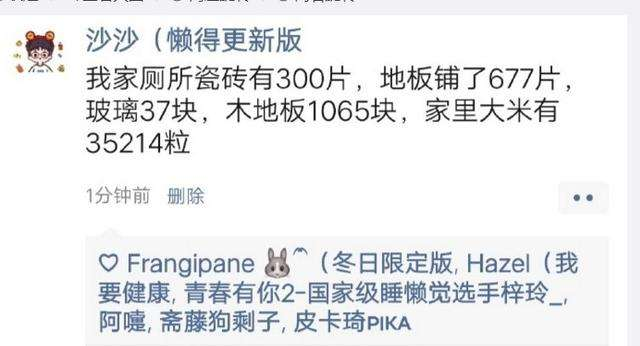 沙沙（懒得更新版
我家厕所瓷砖有300片，地板铺了677片，
玻璃37块，木地板1065块，家里大米有
35214粒
1分钟前 删除
Frangipane（冬日限定版, Hazel（我
要健康, 青春有你2-国家级睡懒觉选手梓玲_,
阿嚏, 斋藤狗剩子, 皮卡琦PIKA